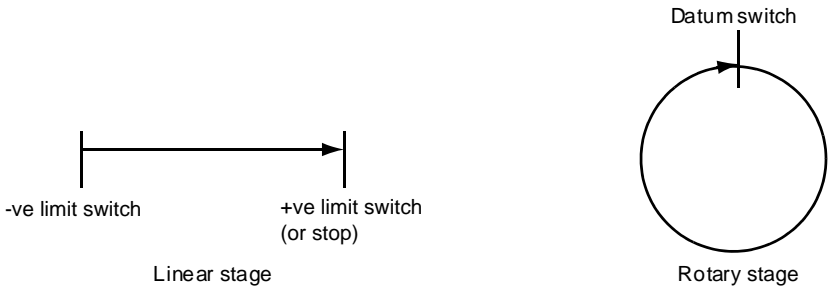 Datum switch
-ve limit switch
+ve limit switch
(or stop)
Linear stage
Rotary stage